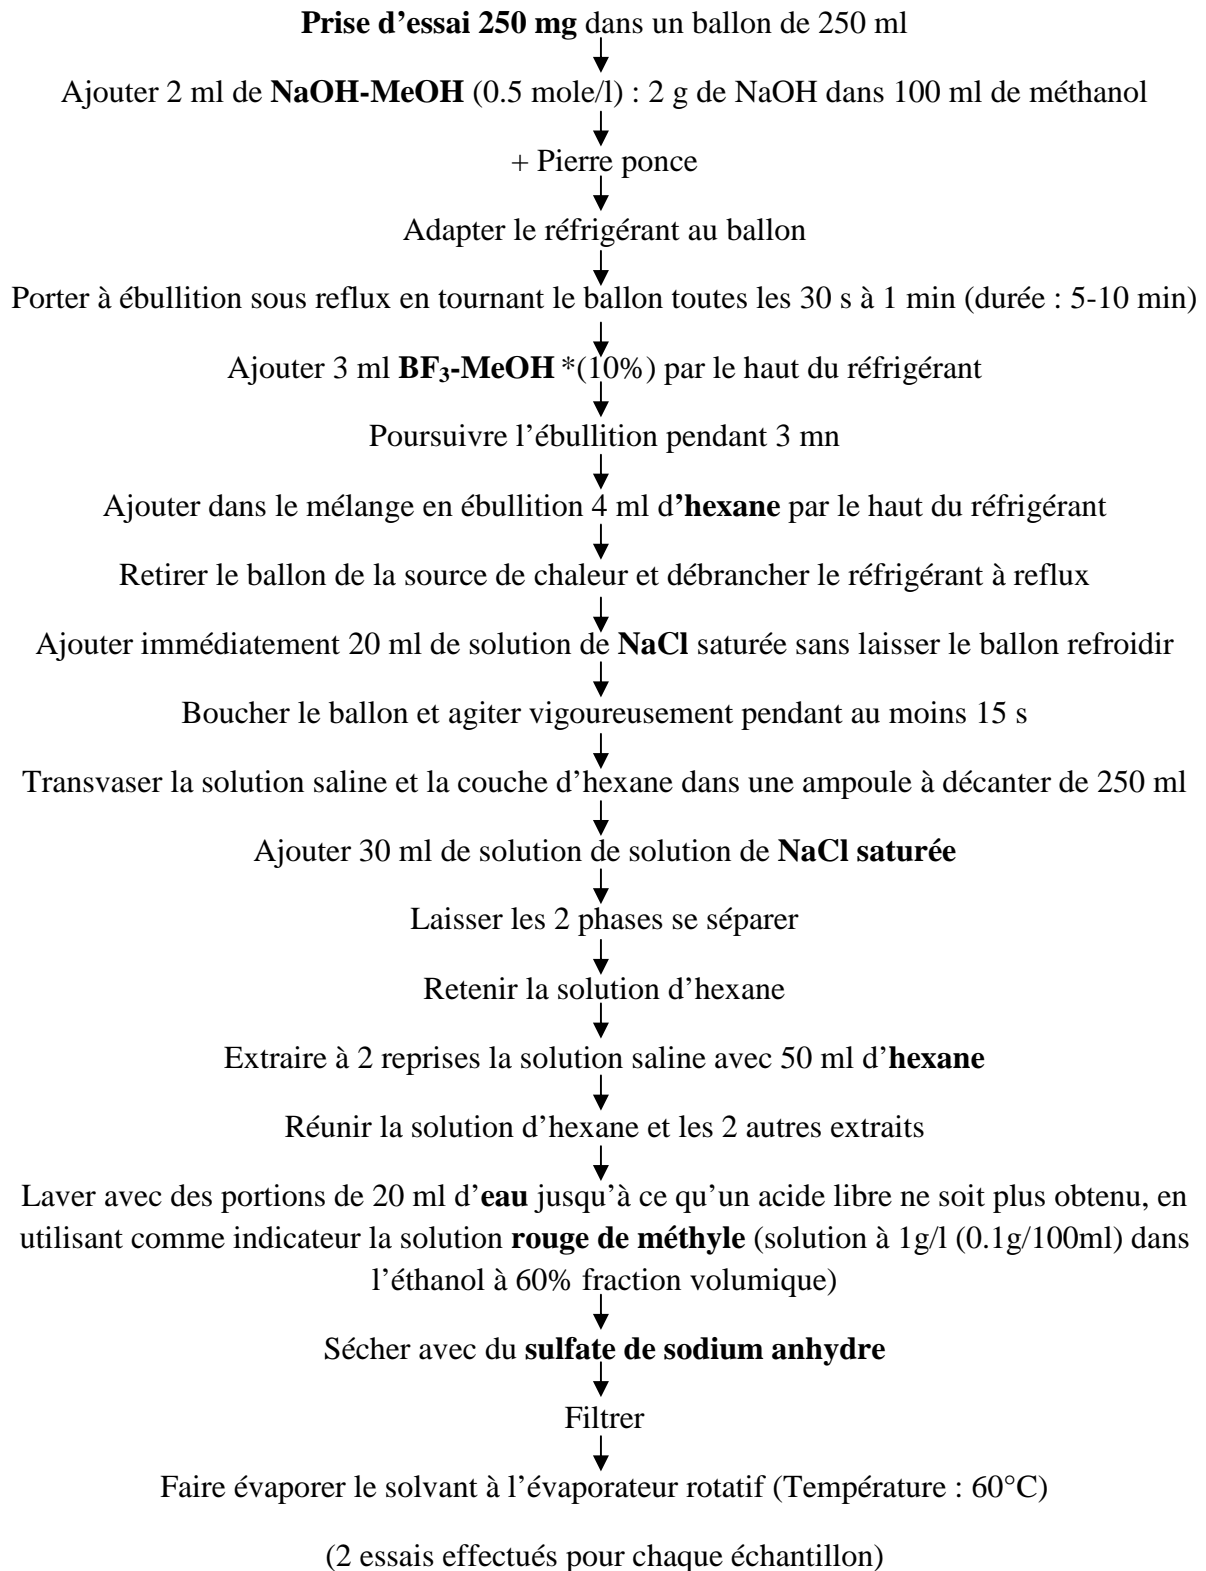 Prise d’essai 250 mg dans un ballon de 250 ml
Ajouter 2 ml de NaOH-MeOH (0.5 mole/l) : 2 g de NaOH dans 100 ml de méthanol
+ Pierre ponce
Adapter le réfrigérant au ballon
Porter à ébullition sous reflux en tournant le ballon toutes les 30 s à 1 min (durée : 5-10 min)
Ajouter 3 ml BF₃-MeOH *(10%) par le haut du réfrigérant
Poursuivre l’ébullition pendant 3 mn
Ajouter dans le mélange en ébullition 4 ml d’hexane par le haut du réfrigérant
Retirer le ballon de la source de chaleur et débrancher le réfrigérant à reflux
Ajouter immédiatement 20 ml de solution de NaCl saturée sans laisser le ballon refroidir
Boucher le ballon et agiter vigoureusement pendant au moins 15 s
Transvaser la solution saline et la couche d’hexane dans une ampoule à décanter de 250 ml
Ajouter 30 ml de solution de solution de NaCl saturée
Laisser les 2 phases se séparer
Retenir la solution d’hexane
Extraire à 2 reprises la solution saline avec 50 ml d’hexane
Réunir la solution d’hexane et les 2 autres extraits
Laver avec des portions de 20 ml d’eau jusqu’à ce qu’un acide libre ne soit plus obtenu, en
utilisant comme indicateur la solution rouge de méthyle (solution à 1g/l (0.1g/100ml) dans
l’éthanol à 60% fraction volumique)
Sécher avec du sulfate de sodium anhydre
Filtrer
Faire évaporer le solvant à l’évaporateur rotatif (Température : 60°C)
(2 essais effectués pour chaque échantillon)